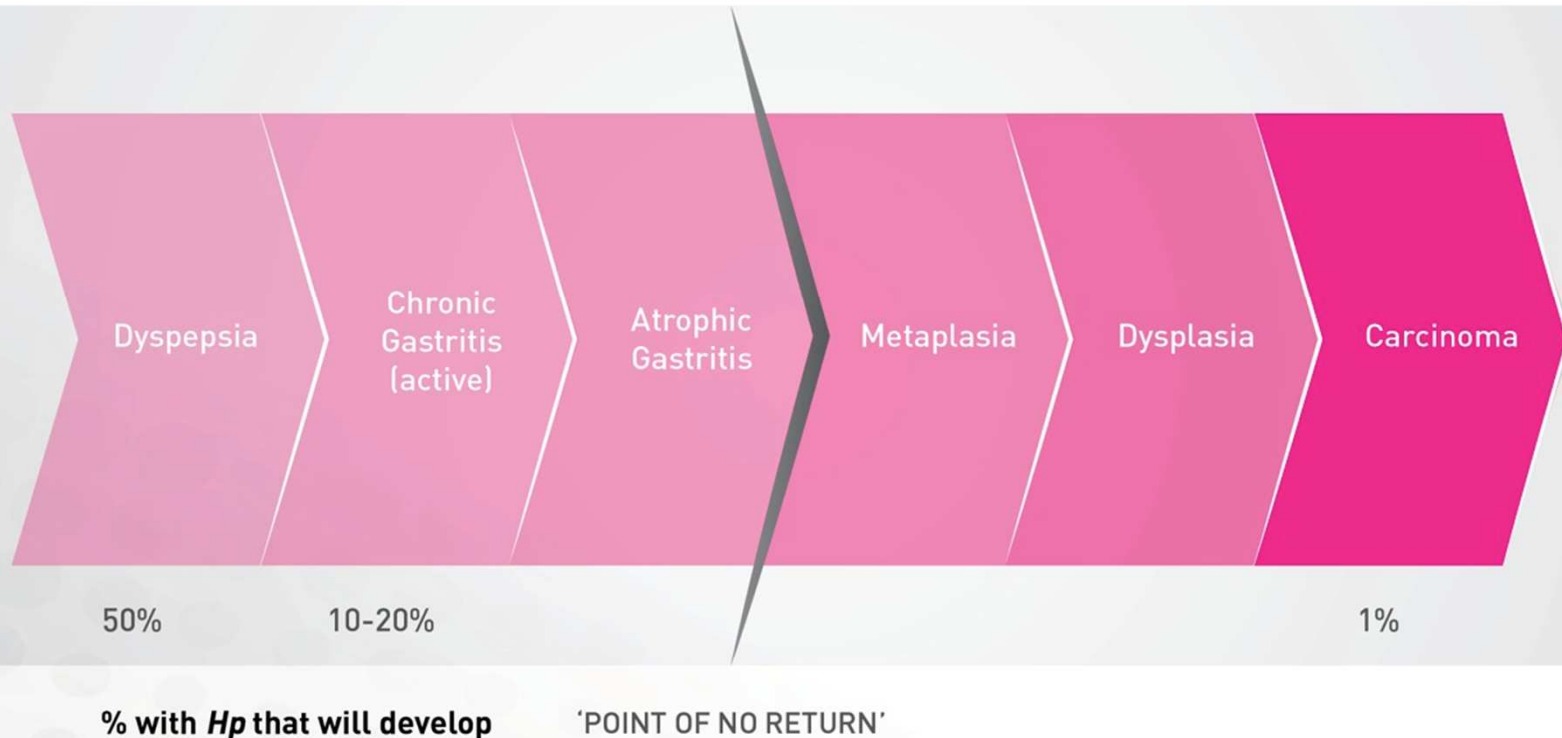 Dyspepsia
Chronic
Gastritis
(active)
Atrophic
Gastritis
Metaplasia
Dysplasia
Carcinoma
50%
10-20%
1%
% with Hp that will develop
‘POINT OF NO RETURN’